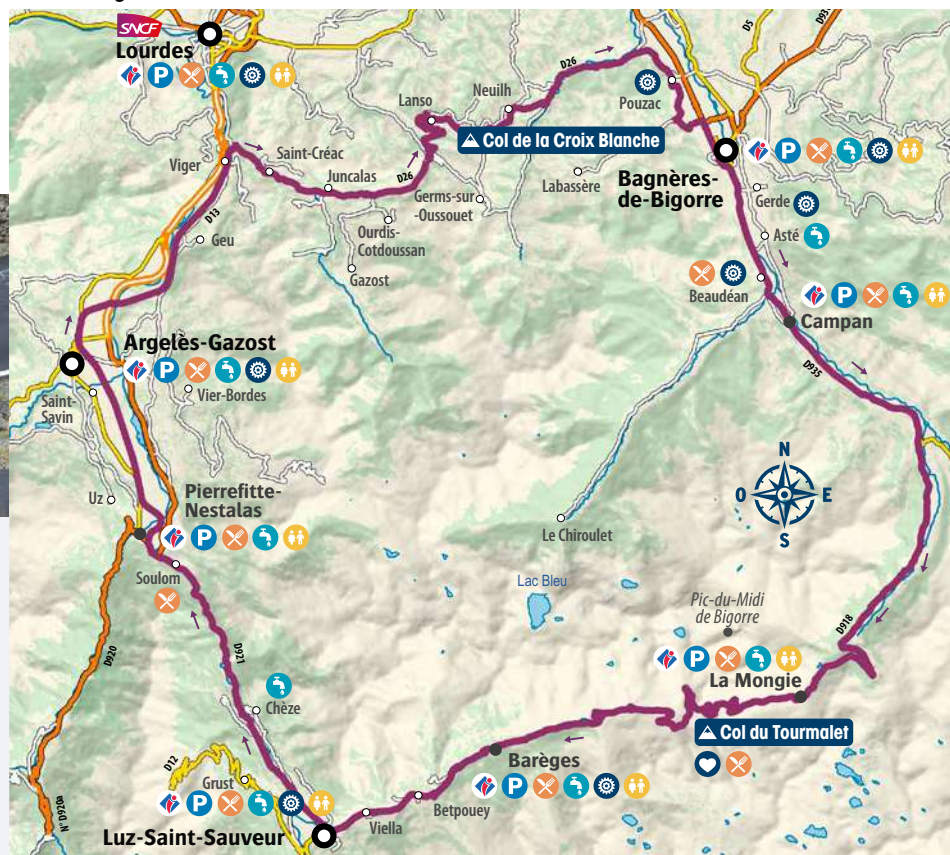 SNCF
Lourdes
P
D5
D93
D26
Neuilh
Lanso
Pouzac
Col de la Croix Blanche
Viger
Saint-Créac
Juncalas
D26
Germs-sur
-Oussouet
Labassère
Bagnères-
de-Bigorre
P
Gerde
Asté
D13
Geu
Ourdis-
Cotdoussan
Gazost
Beaudéan
P
Campan
Argelès-Gazost
P
D935
Saint-
Savin
Vier-Bordes
N
O
E
S
Uz
Pierrefitte-
Nestalas
P
Le Chiroulet
Soulom
Lac Bleu
Pic-du-Midi
de Bigorre
D918
D920
D921
P
La Mongie
Chèze
Col du Tourmalet
D12
Grust
Barèges
P
P
Betpouey
Viella
Luz-Saint-Sauveur
N°D920a